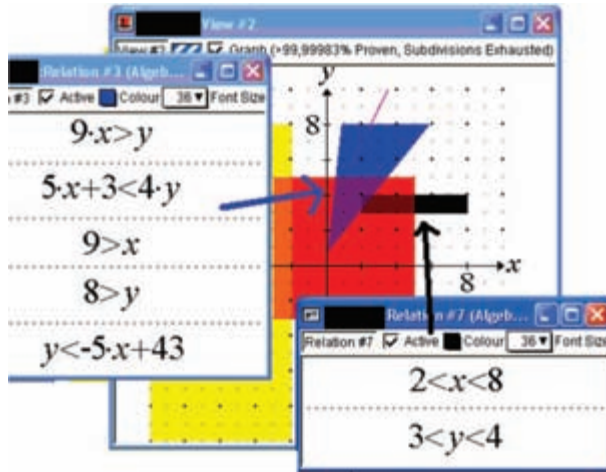 View #2
View #2 Graph (>99,99983% Proven, Subdivisions Exhausted)
Relation #3 (Algeb...
#3 Active Colour 36 Font Size
9·x>y
5·x+3<4·y
9>x
8>y
y<-5·x+43
y
8
8
x
Relation #7 (Algeb...
Relation #7 Active Colour 36 Font Size
2<x<8
3<y<4